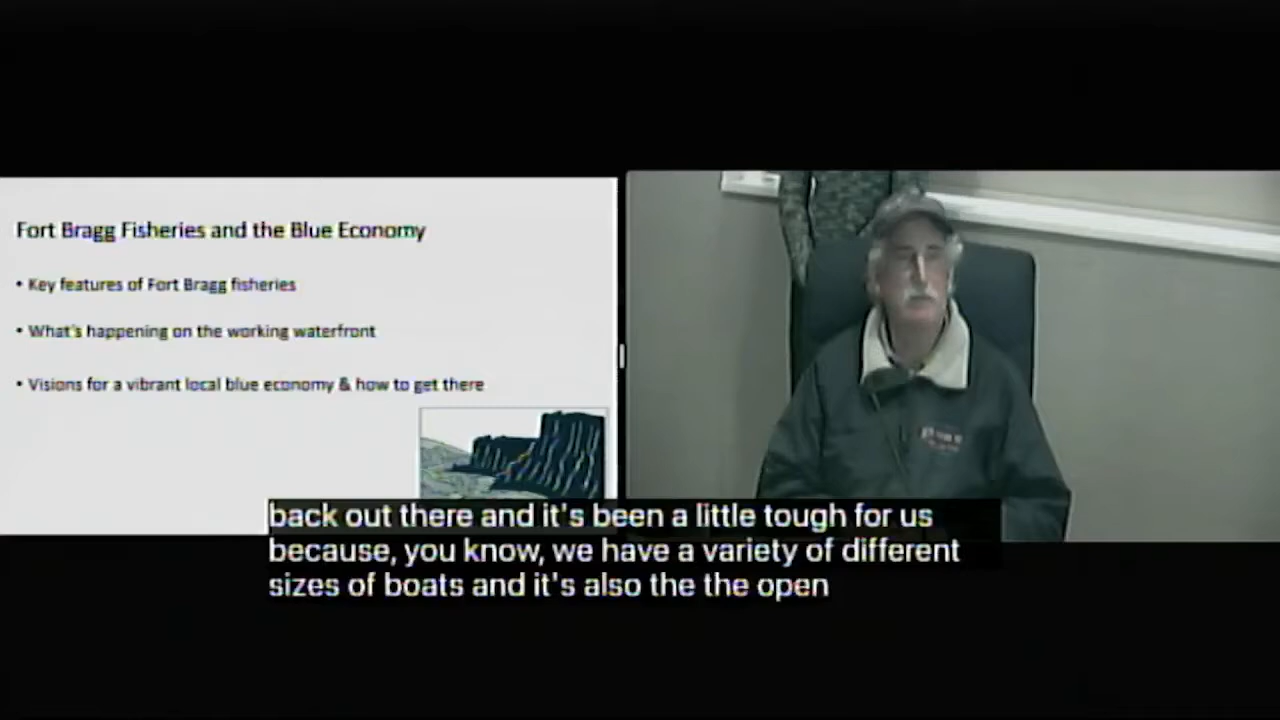 Fort Bragg Fisheries and the Blue Economy
• Key features of Fort Bragg fisheries
• What's happening on the working waterfront
• Visions for a vibrant local blue economy & how to get there
back out there and it's been a little tough for us
because, you know, we have a variety of different
sizes of boats and it's also the the open